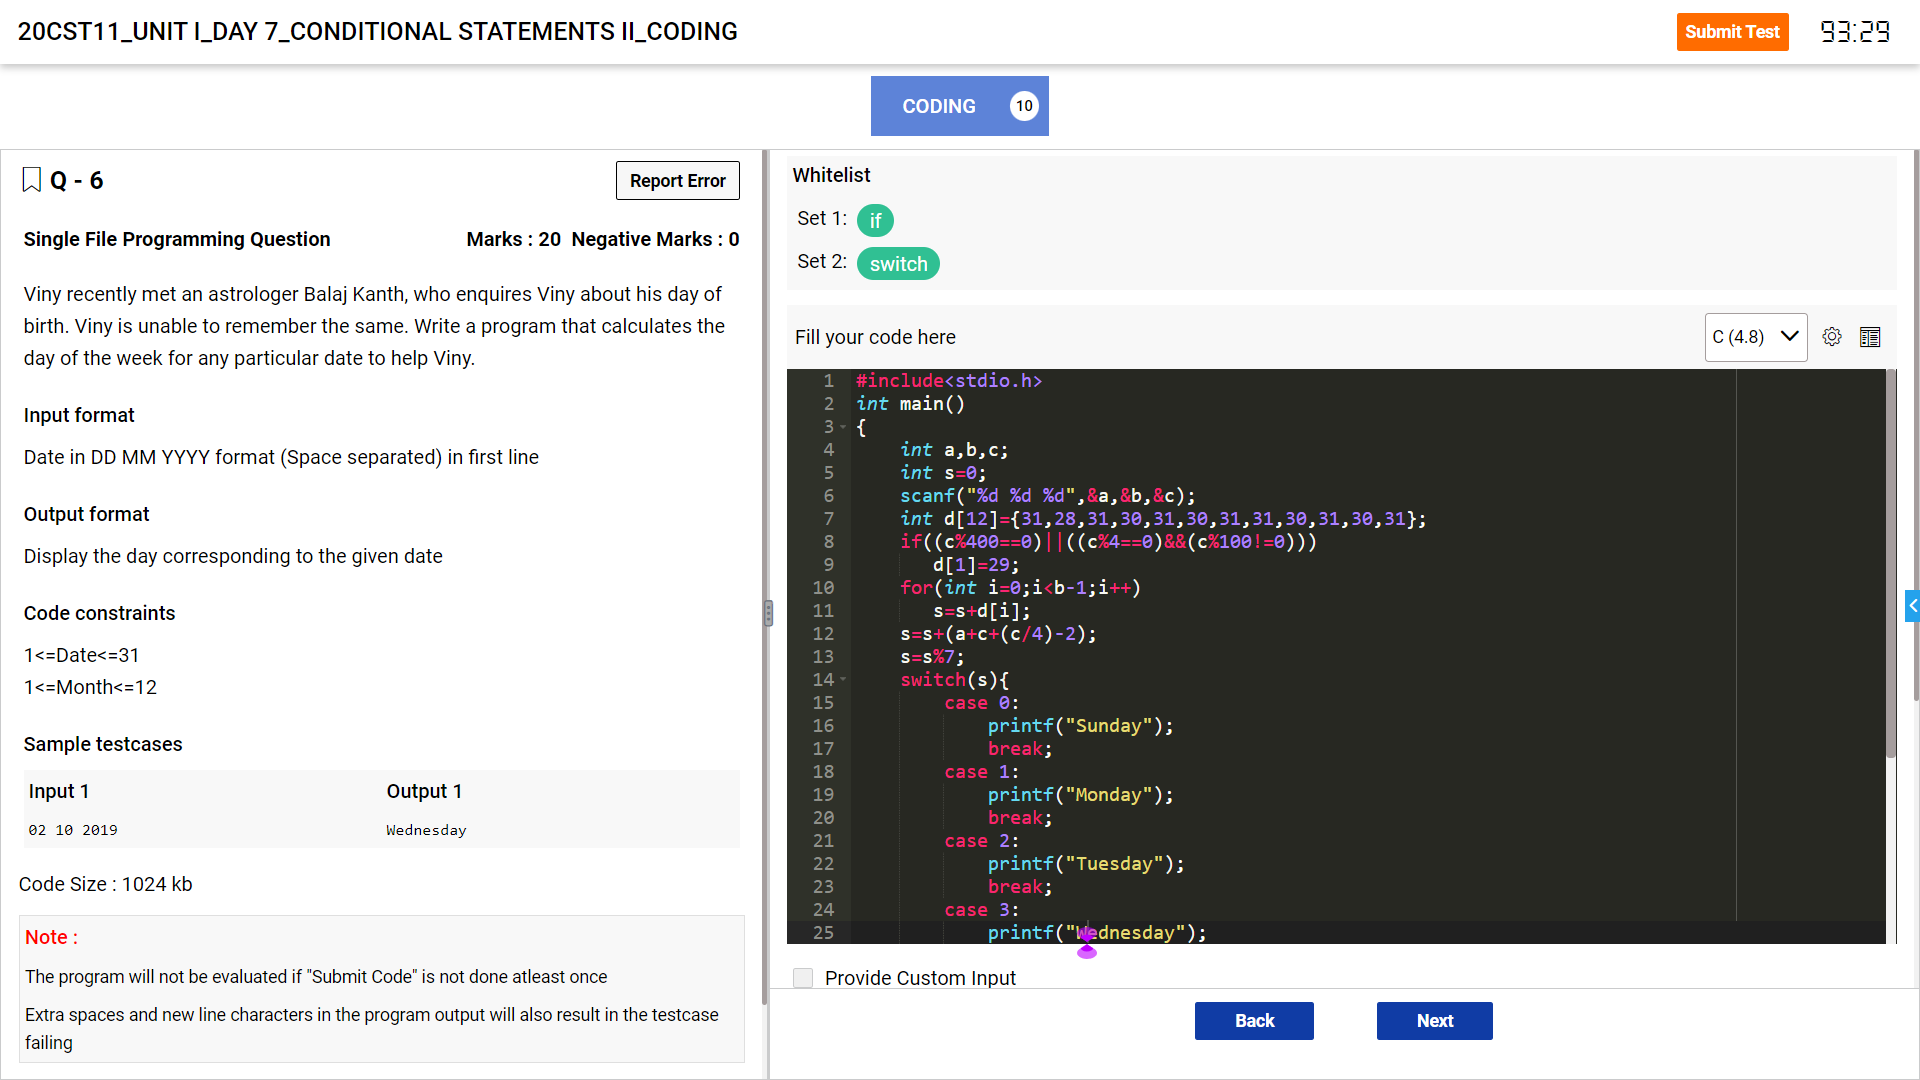 20CST11_UNIT I_DAY 7_CONDITIONAL STATEMENTS II_CODING
Submit Test
93:29
CODING 10
Q - 6
Report Error
Single File Programming Question
Marks : 20 Negative Marks : 0
Viny recently met an astrologer Balaj Kanth, who enquires Viny about his day of
birth. Viny is unable to remember the same. Write a program that calculates the
day of the week for any particular date to help Viny.
Input format
Date in DD MM YYYY format (Space separated) in first line
Output format
Display the day corresponding to the given date
Code constraints
1<=Date<=31
1<=Month<=12
Sample testcases
Input 1 Output 1
02 10 2019 Wednesday
Code Size : 1024 kb
Note :
The program will not be evaluated if "Submit Code" is not done atleast once
Extra spaces and new line characters in the program output will also result in the testcase
failing
Whitelist
Set 1: if
Set 2: switch
Fill your code here
C (4.8)
1 #include<stdio.h>
2 int main()
3 {
4 int a,b,c;
5 int s=0;
6 scanf("%d %d %d",&a,&b,&c);
7 int d[12]={31,28,31,30,31,30,31,31,30,31,30,31};
8 if((c%400==0)||((c%4==0)&&(c%100!=0)))
9 d[1]=29;
10 for(int i=0;i<b-1;i++)
11 s=s+d[i];
12 s=s+(a+c+(c/4)-2);
13 s=s%7;
14 switch(s){
15 case 0:
16 printf("Sunday");
17 break;
18 case 1:
19 printf("Monday");
20 break;
21 case 2:
22 printf("Tuesday");
23 break;
24 case 3:
25 printf("Wednesday");
Provide Custom Input
Back
Next